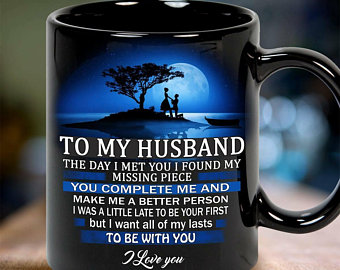 TO MY HUSBAND
THE DAY I MET YOU I FOUND MY
MISSING PIECE
YOU COMPLETE ME AND
MAKE ME A BETTER PERSON
I WAS A LITTLE LATE TO BE YOUR FIRST
but I want all of my lasts
TO BE WITH YOU
I Love you